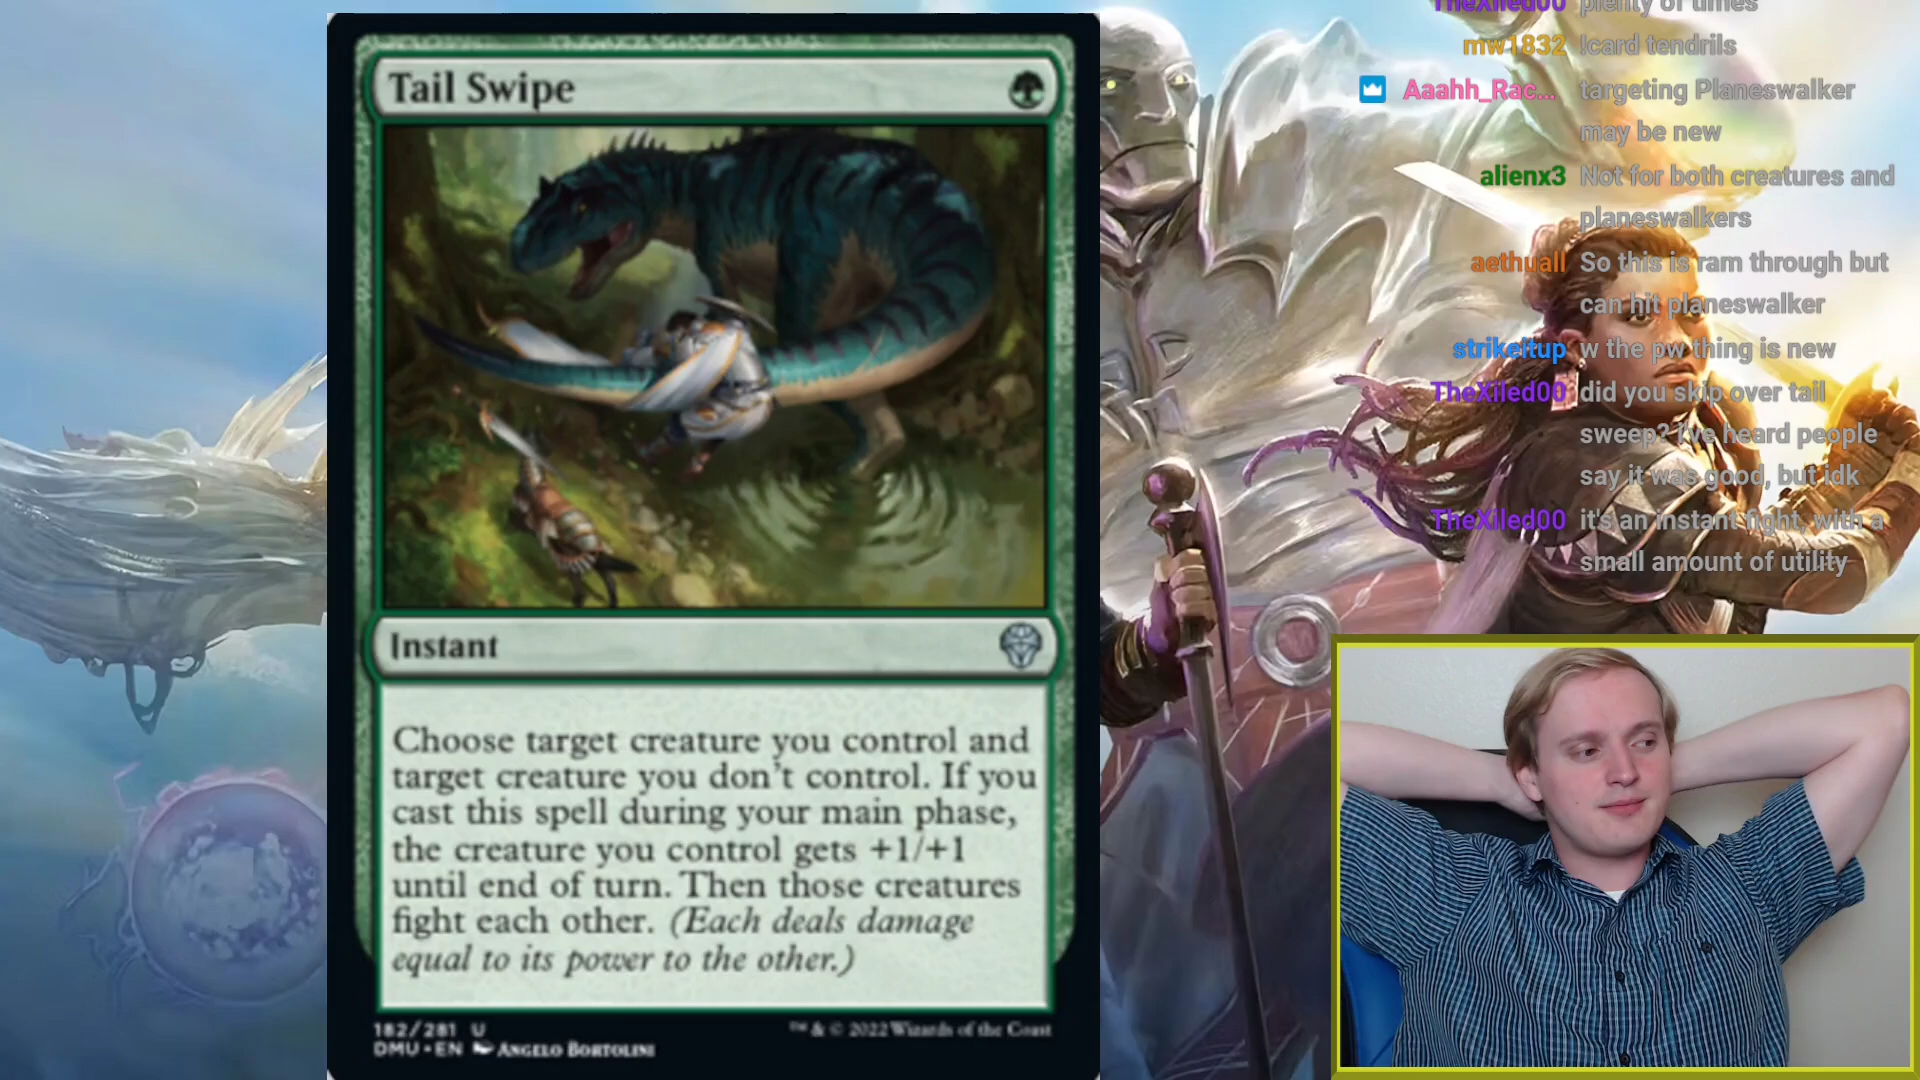 Tail Swipe
Instant
Choose target creature you control and
target creature you don't control. If you
cast this spell during your main phase,
the creature you control gets +1/+1
until end of turn. Then those creatures
fight each other. (Each deals damage
equal to its power to the other.)
182/281 U
™ & © 2022 Wizards of the Coast
DMU • EN Angelo Bortolini
TheXiled00 plenty of times
mw1832 !card tendrils
Aaahh_Rac... targeting Planeswalker
may be new
alienx3 Not for both creatures and
planeswalkers
aethuall So this is ram through but
can hit planeswalker
strikeitup w the pw thing is new
TheXiled00 did you skip over tail
sweep? I've heard people
say it was good, but idk
TheXiled00 it's an instant fight, with a
small amount of utility